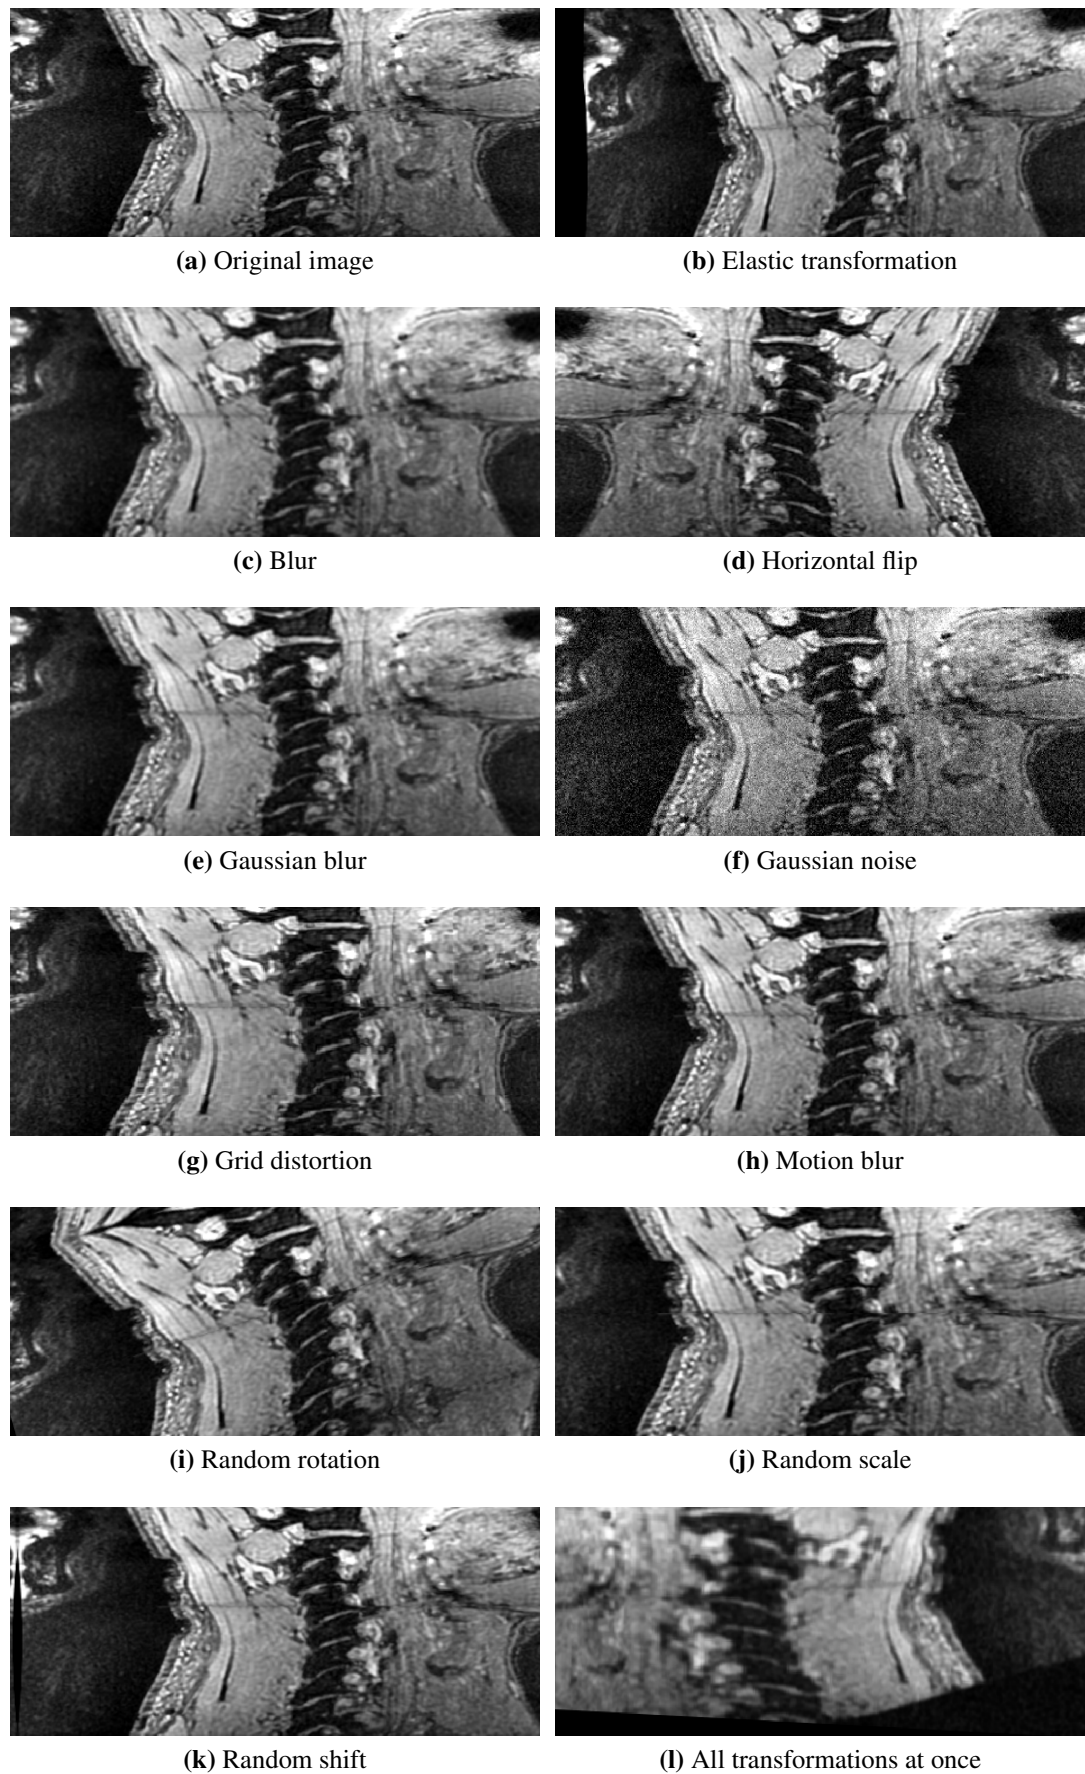 (a) Original image
(b) Elastic transformation
(c) Blur
(d) Horizontal flip
(e) Gaussian blur
(f) Gaussian noise
(g) Grid distortion
(h) Motion blur
(i) Random rotation
(j) Random scale
(k) Random shift
(l) All transformations at once